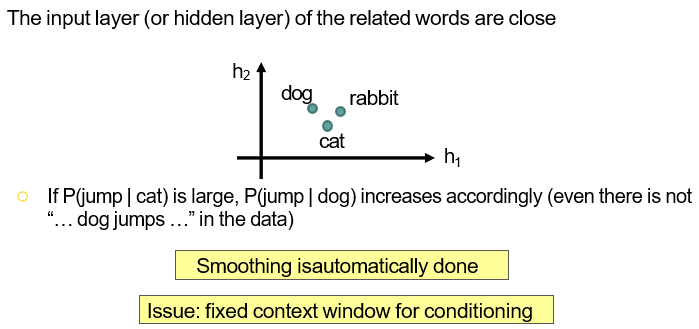 The input layer (or hidden layer) of the related words are close
h2
dog
rabbit
cat
h1
If P(jump | cat) is large, P(jump | dog) increases accordingly (even there is not
“… dog jumps …” in the data)
Smoothing isautomatically done
Issue: fixed context window for conditioning